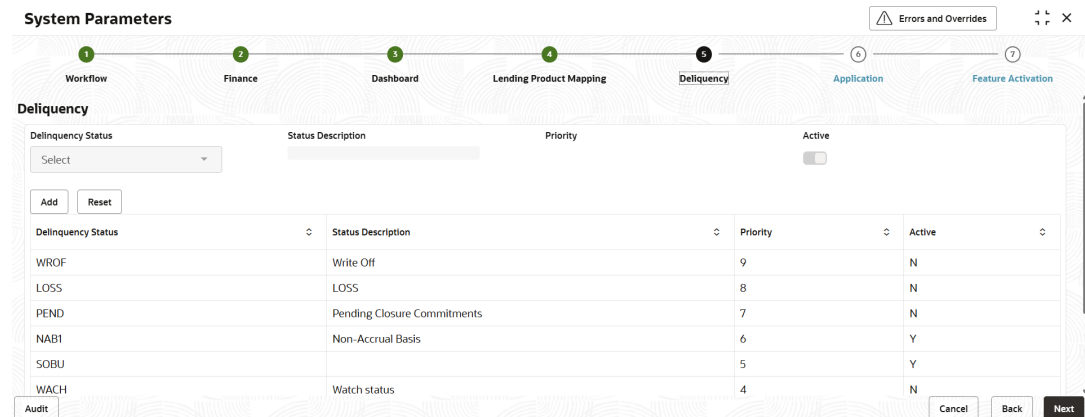 System Parameters
Errors and Overrides
1 2 3 4 5 6 7
Workflow Finance Dashboard Lending Product Mapping Deliquency Application Feature Activation
Deliquency
Delinquency Status Status Description Priority Active
Select
Add Reset
Delinquency Status Status Description Priority Active
WROF Write Off 9 N
LOSS LOSS 8 N
PEND Pending Closure Commitments 7 N
NAB1 Non-Accrual Basis 6 Y
SOBU 5 Y
WACH Watch status 4 N
Audit Cancel Back Next